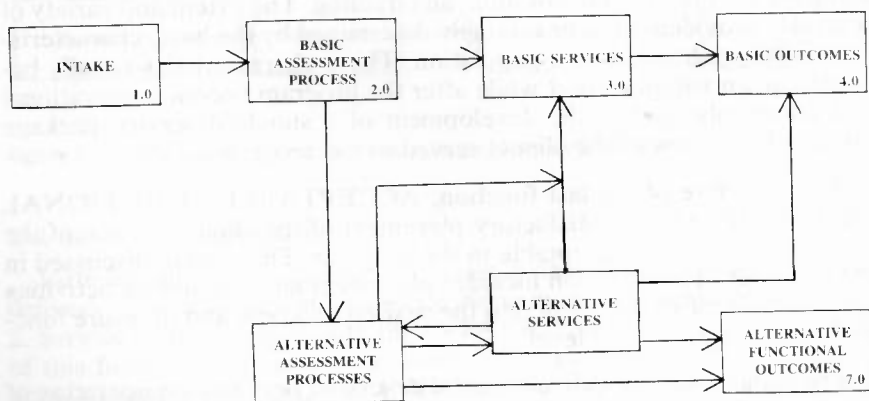 INTAKE
1.0
BASIC
ASSESSMENT
PROCESS
2.0
BASIC SERVICES
3.0
BASIC OUTCOMES
4.0
ALTERNATIVE
ASSESSMENT
PROCESSES
ALTERNATIVE
SERVICES
ALTERNATIVE
FUNCTIONAL
OUTCOMES
7.0